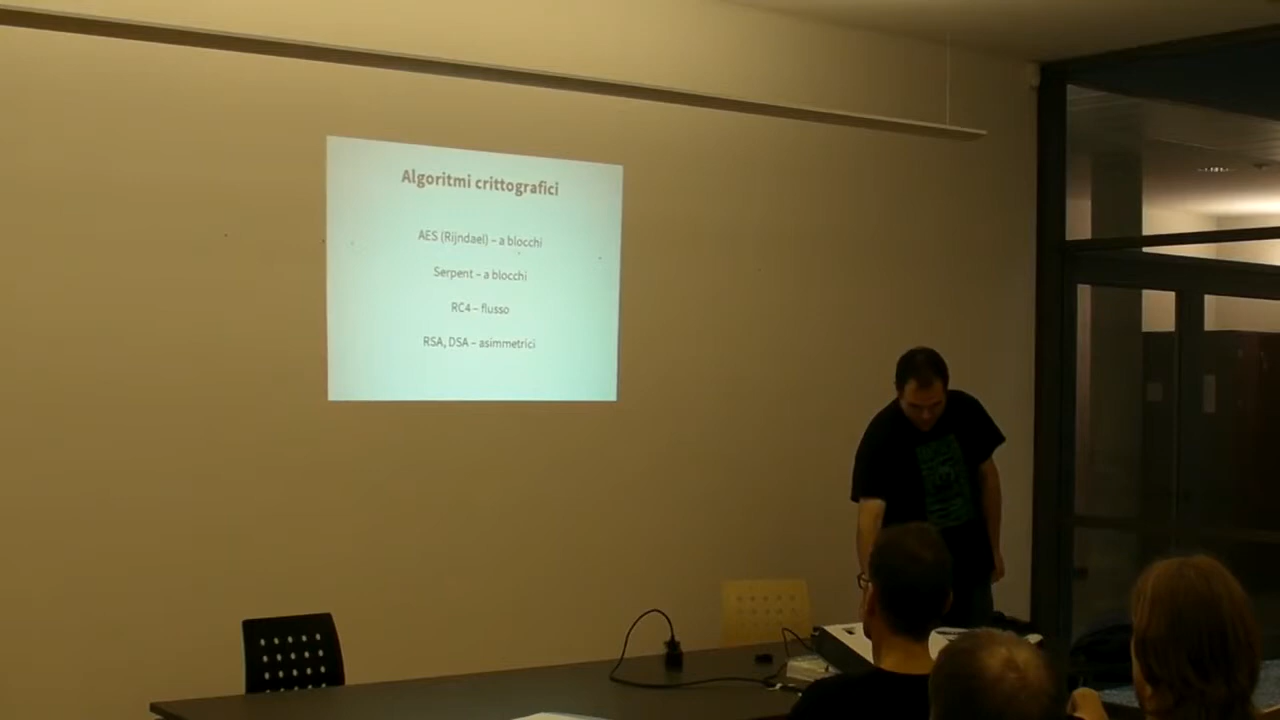 Algoritmi crittografici
AES (Rijndael) – a blocchi
Serpent – a blocchi
RC4 – flusso
RSA, DSA – asimmetrici